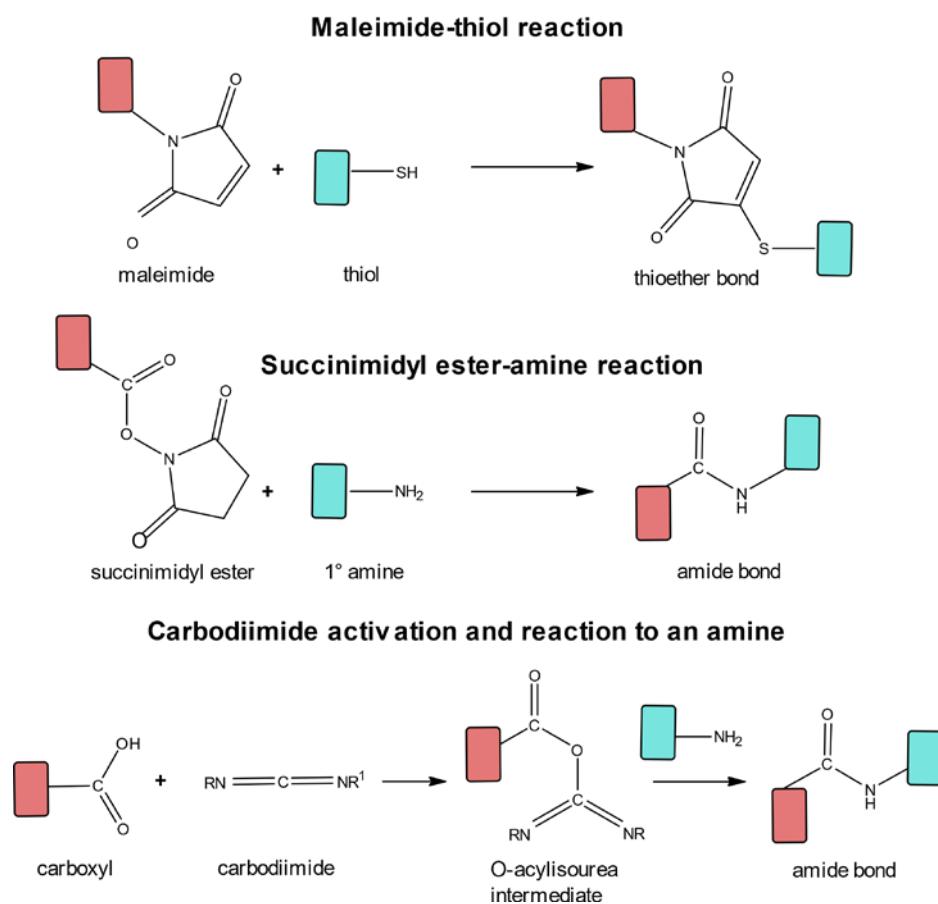 Maleimide-thiol reaction
O
N
+
SH
O
maleimide
thiol
O
N
O
S
thioether bond
Succinimidyl ester-amine reaction
O
C
O
N
O
O
+
NH₂
succinimidyl ester
1° amine
O
C
N
H
amide bond
Carbodiimide activation and reaction to an amine
OH
C
O
+
RN
C
NR¹
O
C
O
C
RN
NR
NH₂
O
C
N
H
carboxyl
carbodiimide
O-acylisourea
intermediate
amide bond